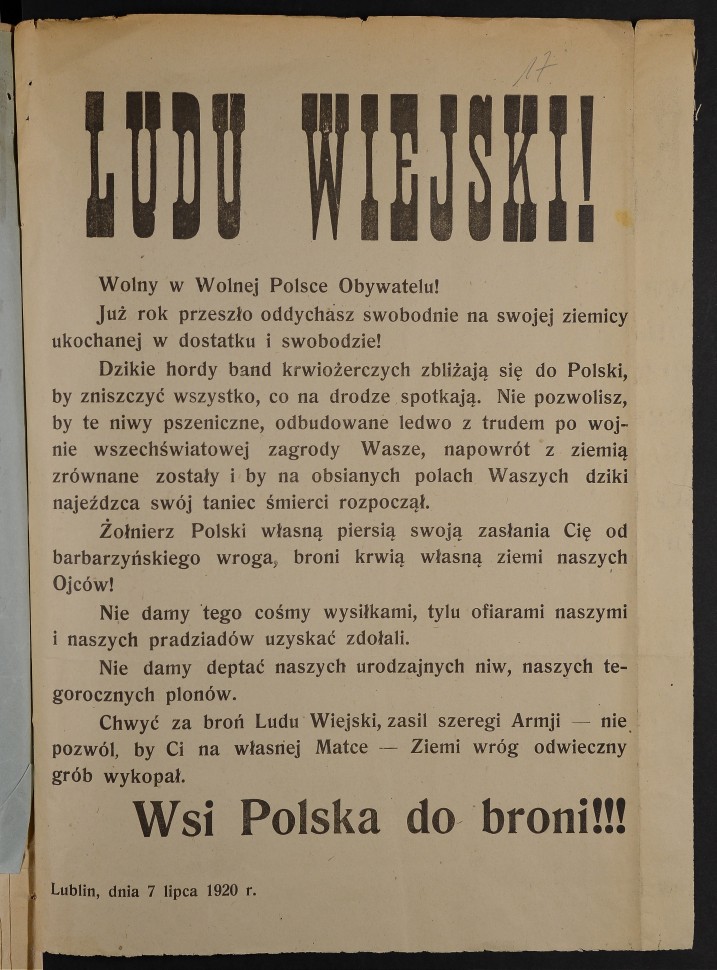 17
LUDU WIEJSKI!
Wolny w Wolnej Polsce Obywatelu!
Już rok przeszło oddychasz swobodnie na swojej ziemicy
ukochanej w dostatku i swobodzie!
Dzikie hordy band krwiożerczych zbliżają się do Polski,
by zniszczyć wszystko, co na drodze spotkają. Nie pozwolisz,
by te niwy pszeniczne, odbudowane ledwo z trudem po woj-
nie wszechświatowej zagrody Wasze, napowrót z ziemią
zrównane zostały i by na obsianych polach Waszych dziki
najeźdzca swój taniec śmierci rozpoczął.
Żołnierz Polski własną piersią swoją zasłania Cię od
barbarzyńskiego wroga, broni krwią własną ziemi naszych
Ojców!
Nie damy tego cośmy wysiłkami, tylu ofiarami naszymi
i naszych pradziadów uzyskać zdołali.
Nie damy deptać naszych urodzajnych niw, naszych te-
gorocznych plonów.
Chwyć za broń Ludu Wiejski, zasil szeregi Armji — nie
pozwól, by Ci na własnej Matce — Ziemi wróg odwieczny
grób wykopał.
Wsi Polska do broni!!!
Lublin, dnia 7 lipca 1920 r.